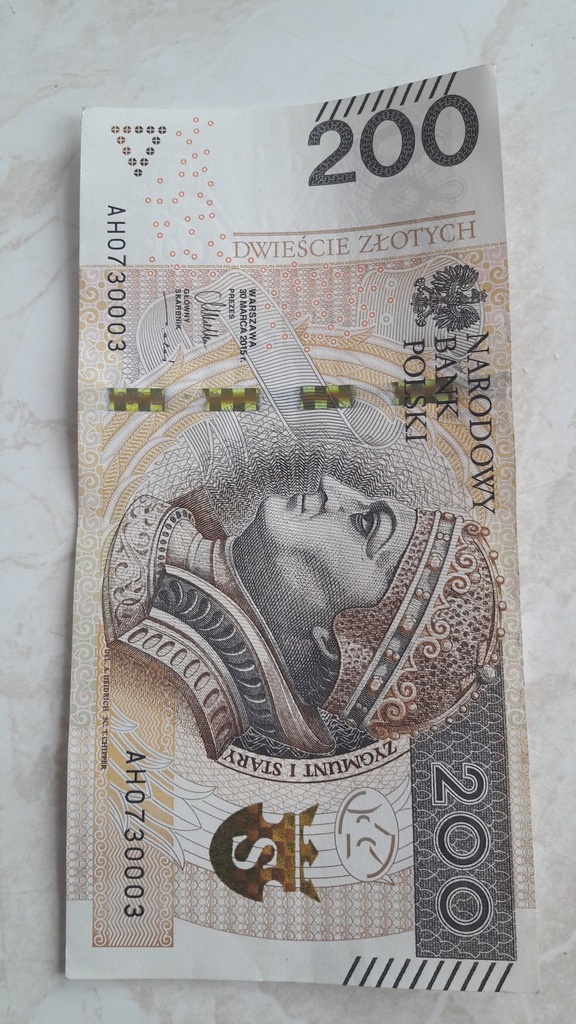 200
DWIEŚCIE ZŁOTYCH
AH0730003
NARODOWY
BANK
POLSKI
WARSZAWA
30 MARCA 2015 r.
PREZES
GŁÓWNY
SKARBNIK
ZYGMUNT I STARY
S
200
AH0730003